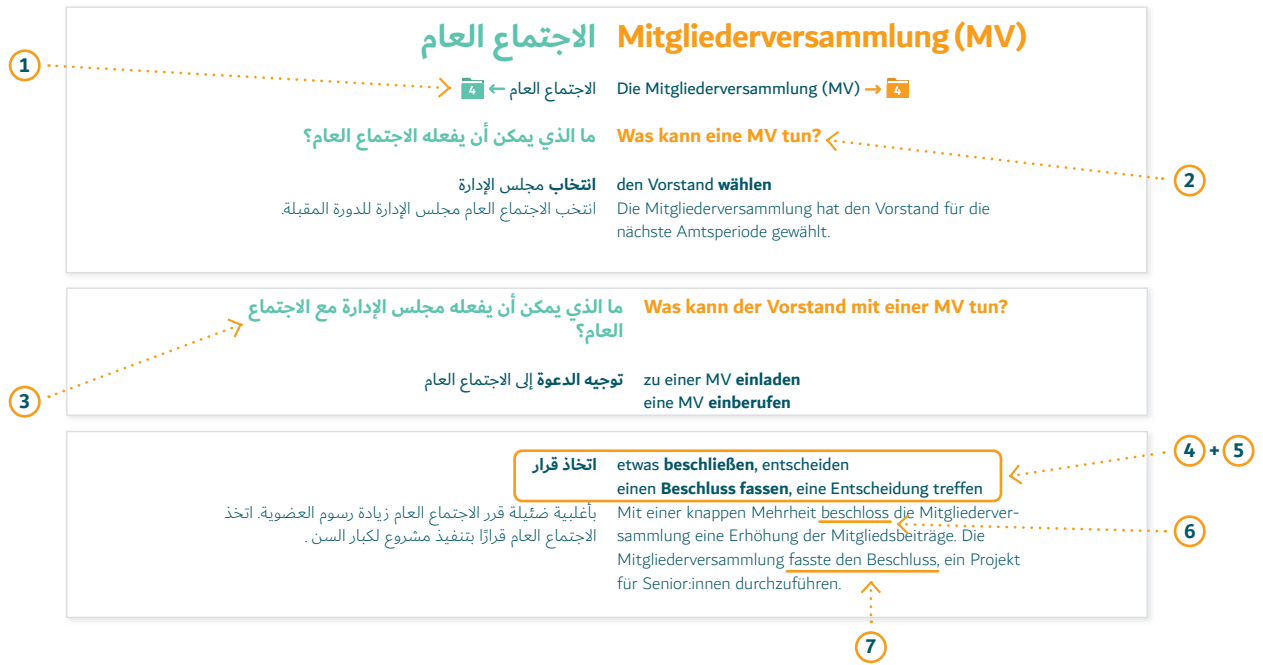 الاجتماع العام Mitgliederversammlung (MV)
1
الاجتماع العام ← 4 Die Mitgliederversammlung (MV) → 4
ما الذي يمكن أن يفعله الاجتماع العام؟ Was kann eine MV tun?
2
انتخاب مجلس الإدارة den Vorstand wählen
انتخب الاجتماع العام مجلس الإدارة للدورة المقبلة. Die Mitgliederversammlung hat den Vorstand für die
nächste Amtsperiode gewählt.
ما الذي يمكن أن يفعله مجلس الإدارة مع الاجتماع Was kann der Vorstand mit einer MV tun?
العام؟
توجيه الدعوة إلى الاجتماع العام zu einer MV einladen
3
eine MV einberufen
4 + 5
اتخاذ قرار etwas beschließen, entscheiden
einen Beschluss fassen, eine Entscheidung treffen
بأغلبية ضئيلة قرر الاجتماع العام زيادة رسوم العضوية. اتخذ Mit einer knappen Mehrheit beschloss die Mitgliederver-
6
الاجتماع العام قرارًا بتنفيذ مشروع لكبار السن . sammlung eine Erhöhung der Mitgliedsbeiträge. Die
Mitgliederversammlung fasste den Beschluss, ein Projekt
für Senior:innen durchzuführen.
7